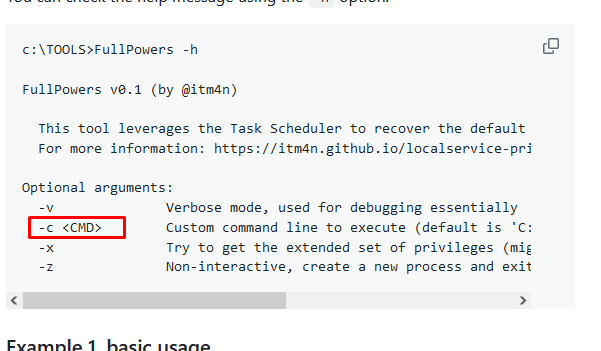 You can check the help message using the -h option.
c:\TOOLS>FullPowers -h
FullPowers v0.1 (by @itm4n)
This tool leverages the Task Scheduler to recover the default
For more information: https://itm4n.github.io/localservice-pri
Optional arguments:
-v Verbose mode, used for debugging essentially
-c <CMD> Custom command line to execute (default is 'C:
-x Try to get the extended set of privileges (mig
-z Non-interactive, create a new process and exit
Example 1, basic usage